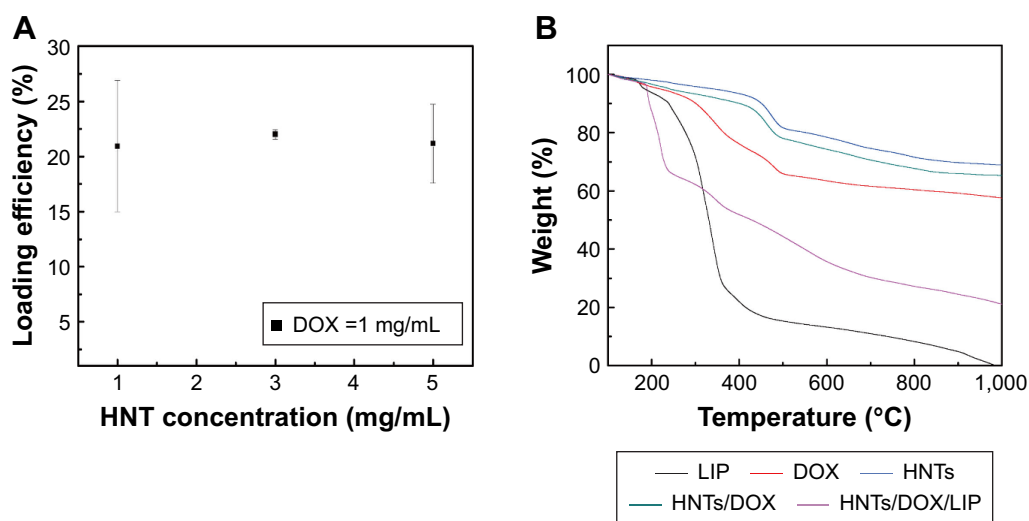 A
Loading efficiency (%)
30
25
20
15
10
5
1 2 3 4 5
HNT concentration (mg/mL)
DOX =1 mg/mL
B
Weight (%)
100
80
60
40
20
0
200 400 600 800 1,000
Temperature (°C)
LIP DOX HNTs
HNTs/DOX HNTs/DOX/LIP